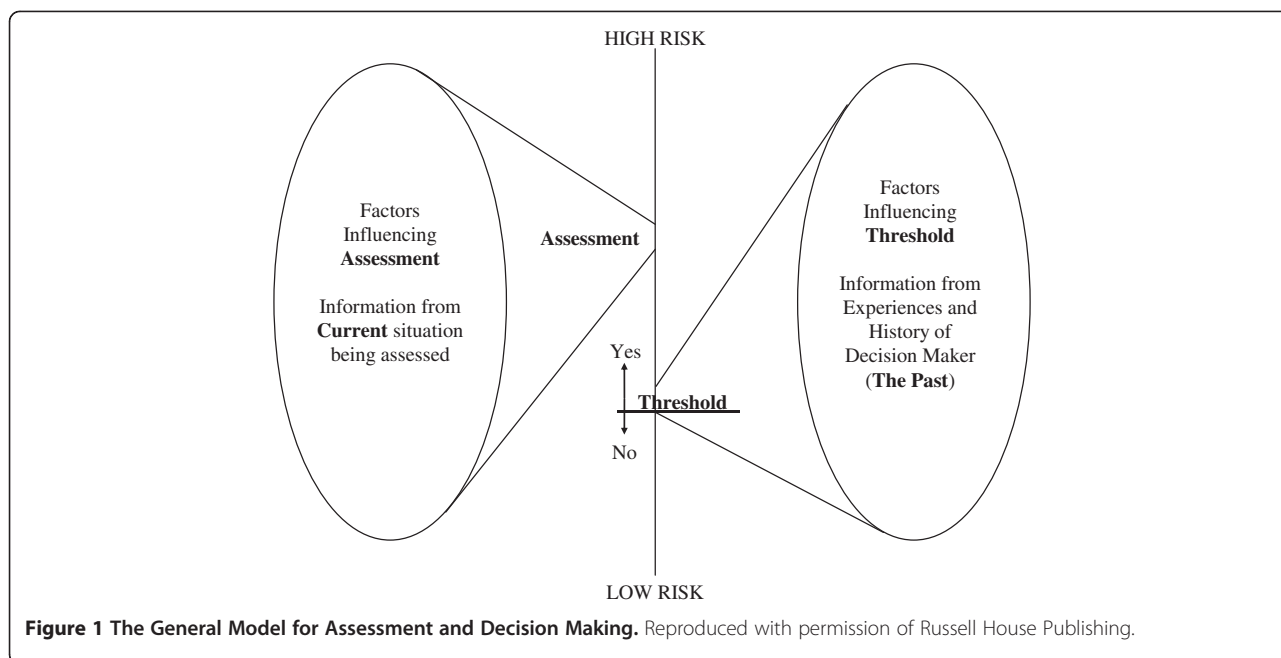 HIGH RISK
Factors
Influencing
Assessment
Information from
Current situation
being assessed
Assessment
Factors
Influencing
Threshold
Information from
Experiences and
History of
Decision Maker
(The Past)
Yes
Threshold
No
LOW RISK
Figure 1 The General Model for Assessment and Decision Making. Reproduced with permission of Russell House Publishing.